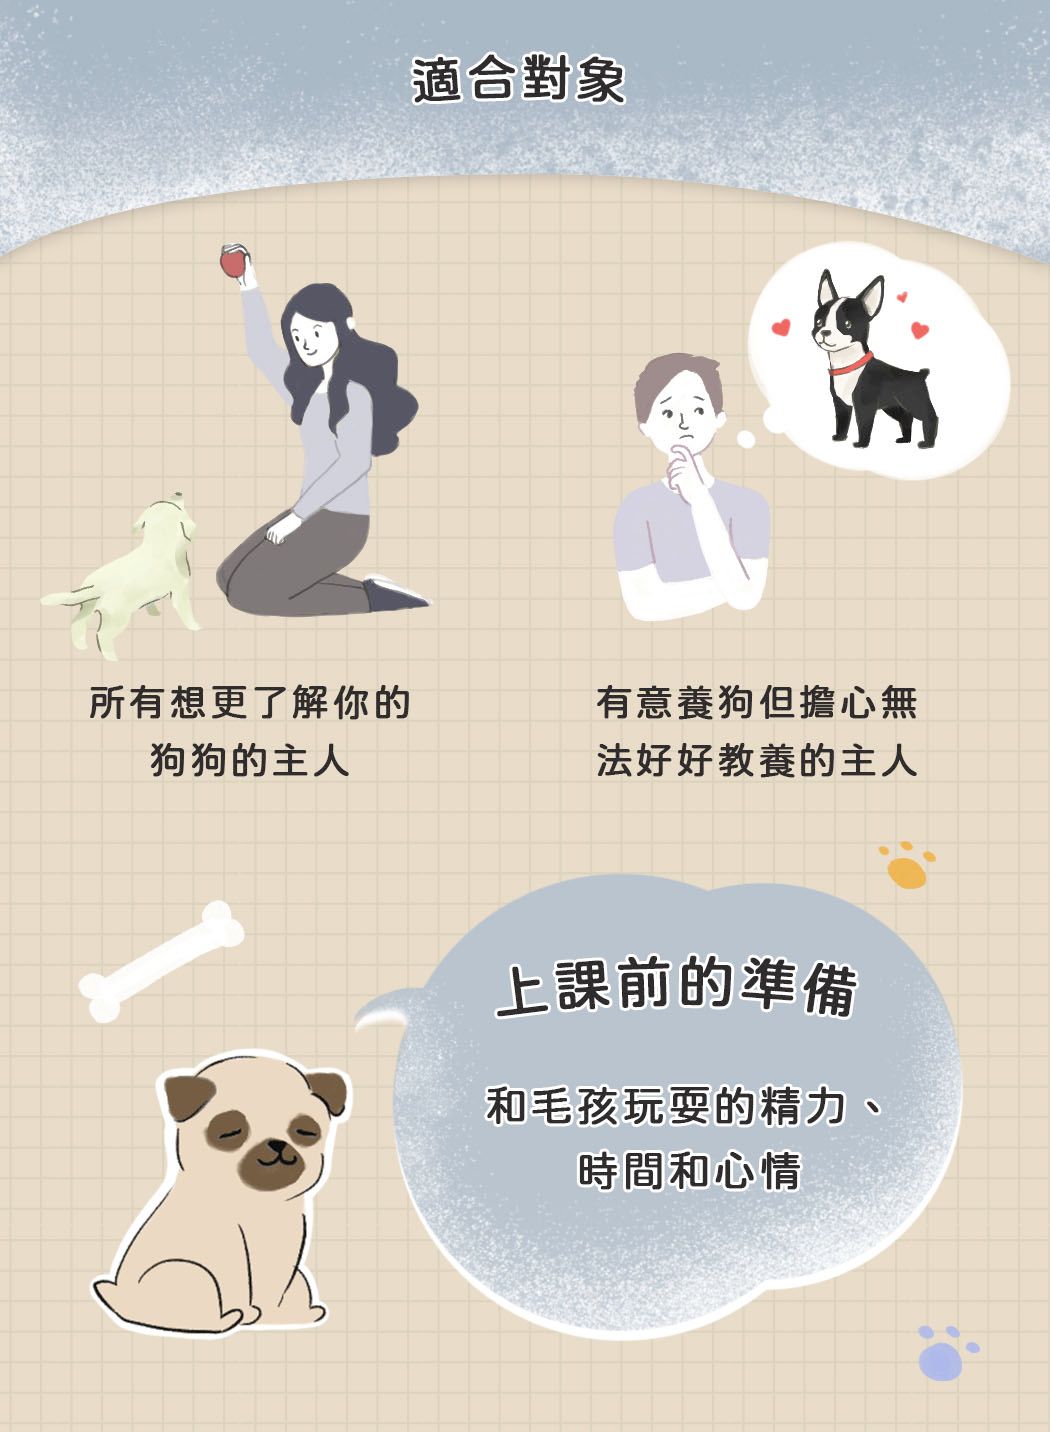 適合對象
所有想更了解你的
狗狗的主人
有意養狗但擔心無
法好好教養的主人
上課前的準備
和毛孩玩耍的精力、
時間和心情